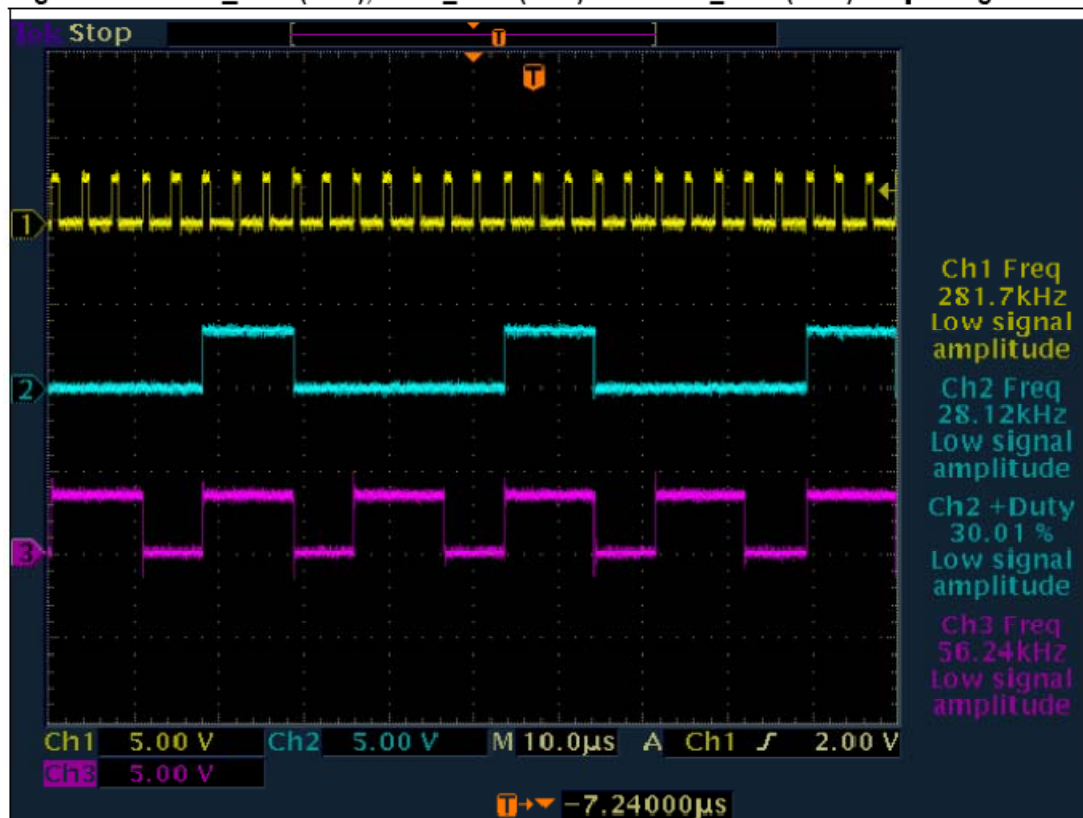 Tek Stop
T
T
1
2
3
Ch1 Freq
281.7kHz
Low signal
amplitude
Ch2 Freq
28.12kHz
Low signal
amplitude
Ch2 +Duty
30.01 %
Low signal
amplitude
Ch3 Freq
56.24kHz
Low signal
amplitude
Ch1 5.00 V Ch2 5.00 V M 10.0µs A Ch1 2.00 V
Ch3 5.00 V
T -7.24000µs